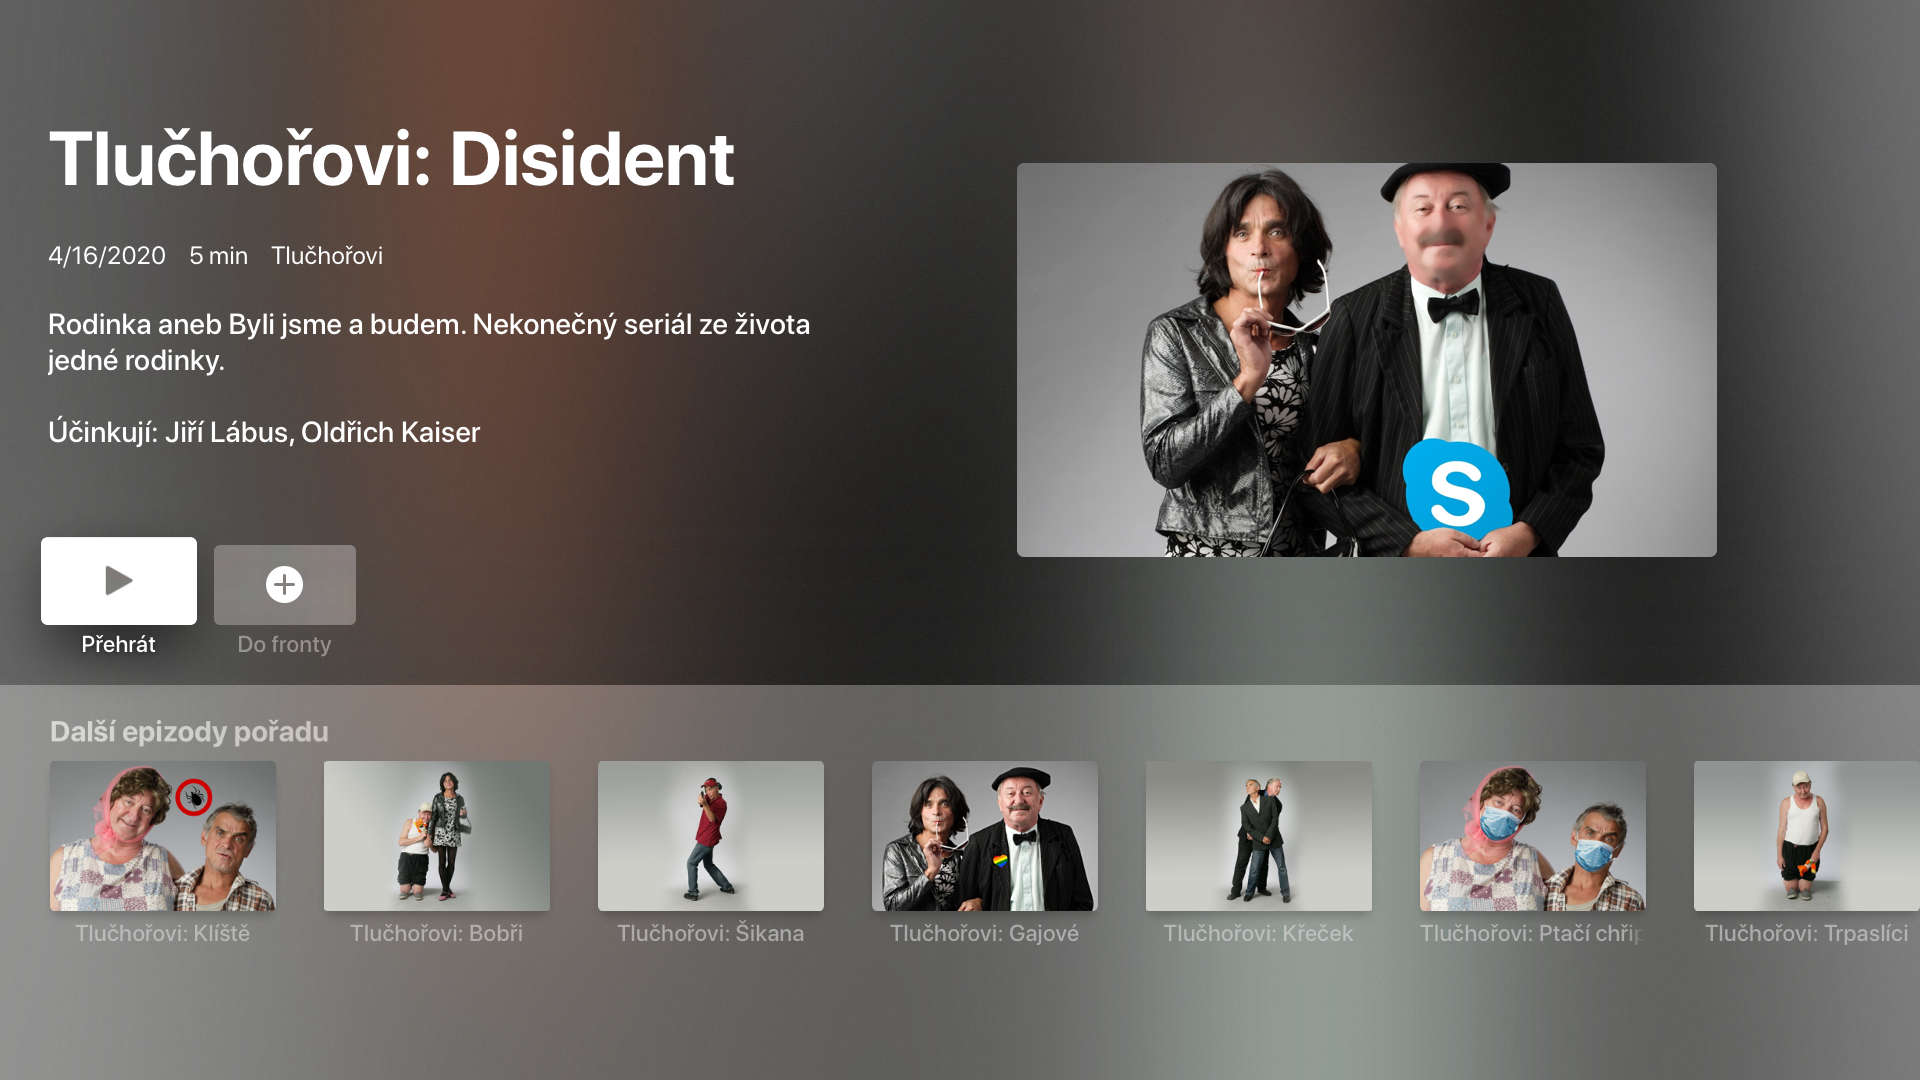 Tlučhořovi: Disident
4/16/2020 5 min Tlučhořovi
Rodinka aneb Byli jsme a budem. Nekonečný seriál ze života
jedné rodinky.
Účinkují: Jiří Lábus, Oldřich Kaiser
S
Přehrát
Do fronty
Další epizody pořadu
Tlučhořovi: Klíště
Tlučhořovi: Bobři
Tlučhořovi: Šikana
Tlučhořovi: Gajové
Tlučhořovi: Křeček
Tlučhořovi: Ptačí chřip
Tlučhořovi: Trpaslíci